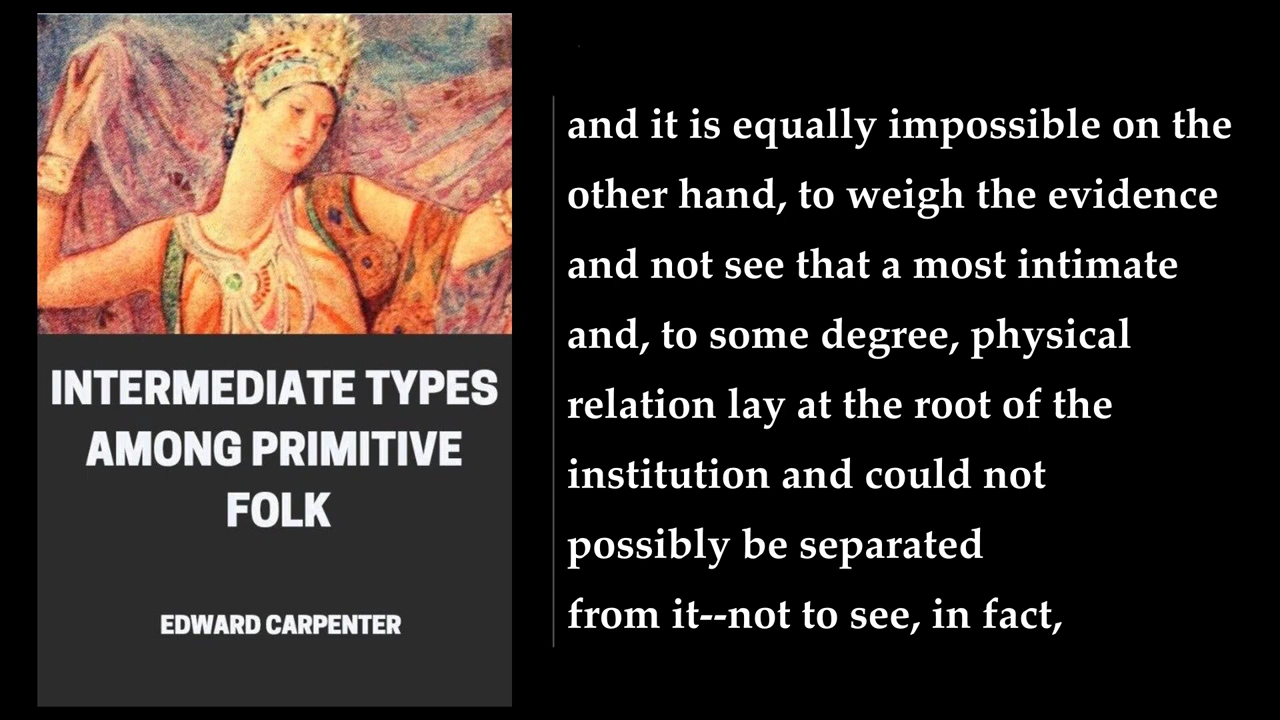 INTERMEDIATE TYPES
AMONG PRIMITIVE
FOLK
EDWARD CARPENTER
and it is equally impossible on the
other hand, to weigh the evidence
and not see that a most intimate
and, to some degree, physical
relation lay at the root of the
institution and could not
possibly be separated
from it--not to see, in fact,